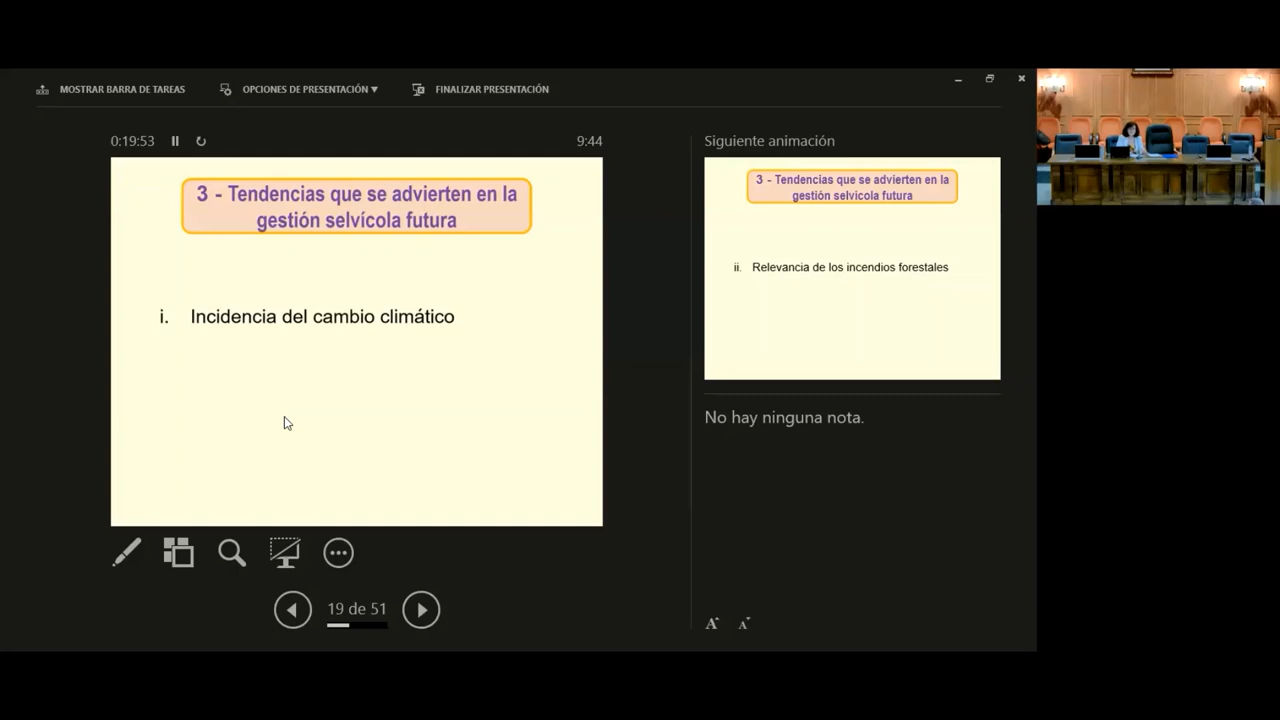 MOSTRAR BARRA DE TAREAS
OPCIONES DE PRESENTACIÓN ▼
FINALIZAR PRESENTACIÓN
0:19:53
9:44
3 - Tendencias que se advierten en la
gestión selvícola futura
i. Incidencia del cambio climático
19 de 51
Siguiente animación
3 - Tendencias que se advierten en la
gestión selvicola futura
ii. Relevancia de los incendios forestales
No hay ninguna nota.
A A